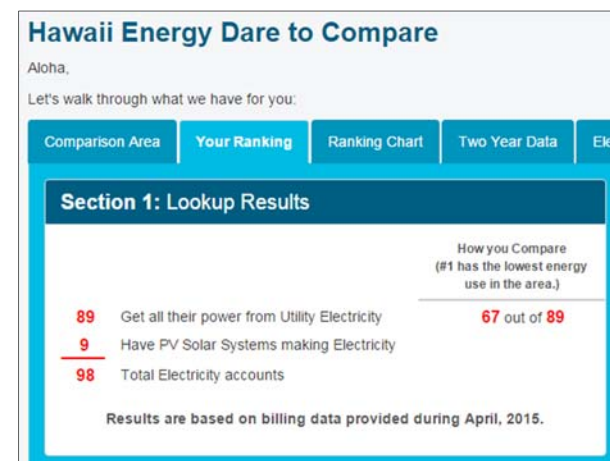 Hawaii Energy Dare to Compare
Aloha,
Let's walk through what we have for you:
Comparison Area Your Ranking Ranking Chart Two Year Data Ele
Section 1: Lookup Results
How you Compare
(#1 has the lowest energy
use in the area.)
89 Get all their power from Utility Electricity 67 out of 89
9 Have PV Solar Systems making Electricity
98 Total Electricity accounts
Results are based on billing data provided during April, 2015.